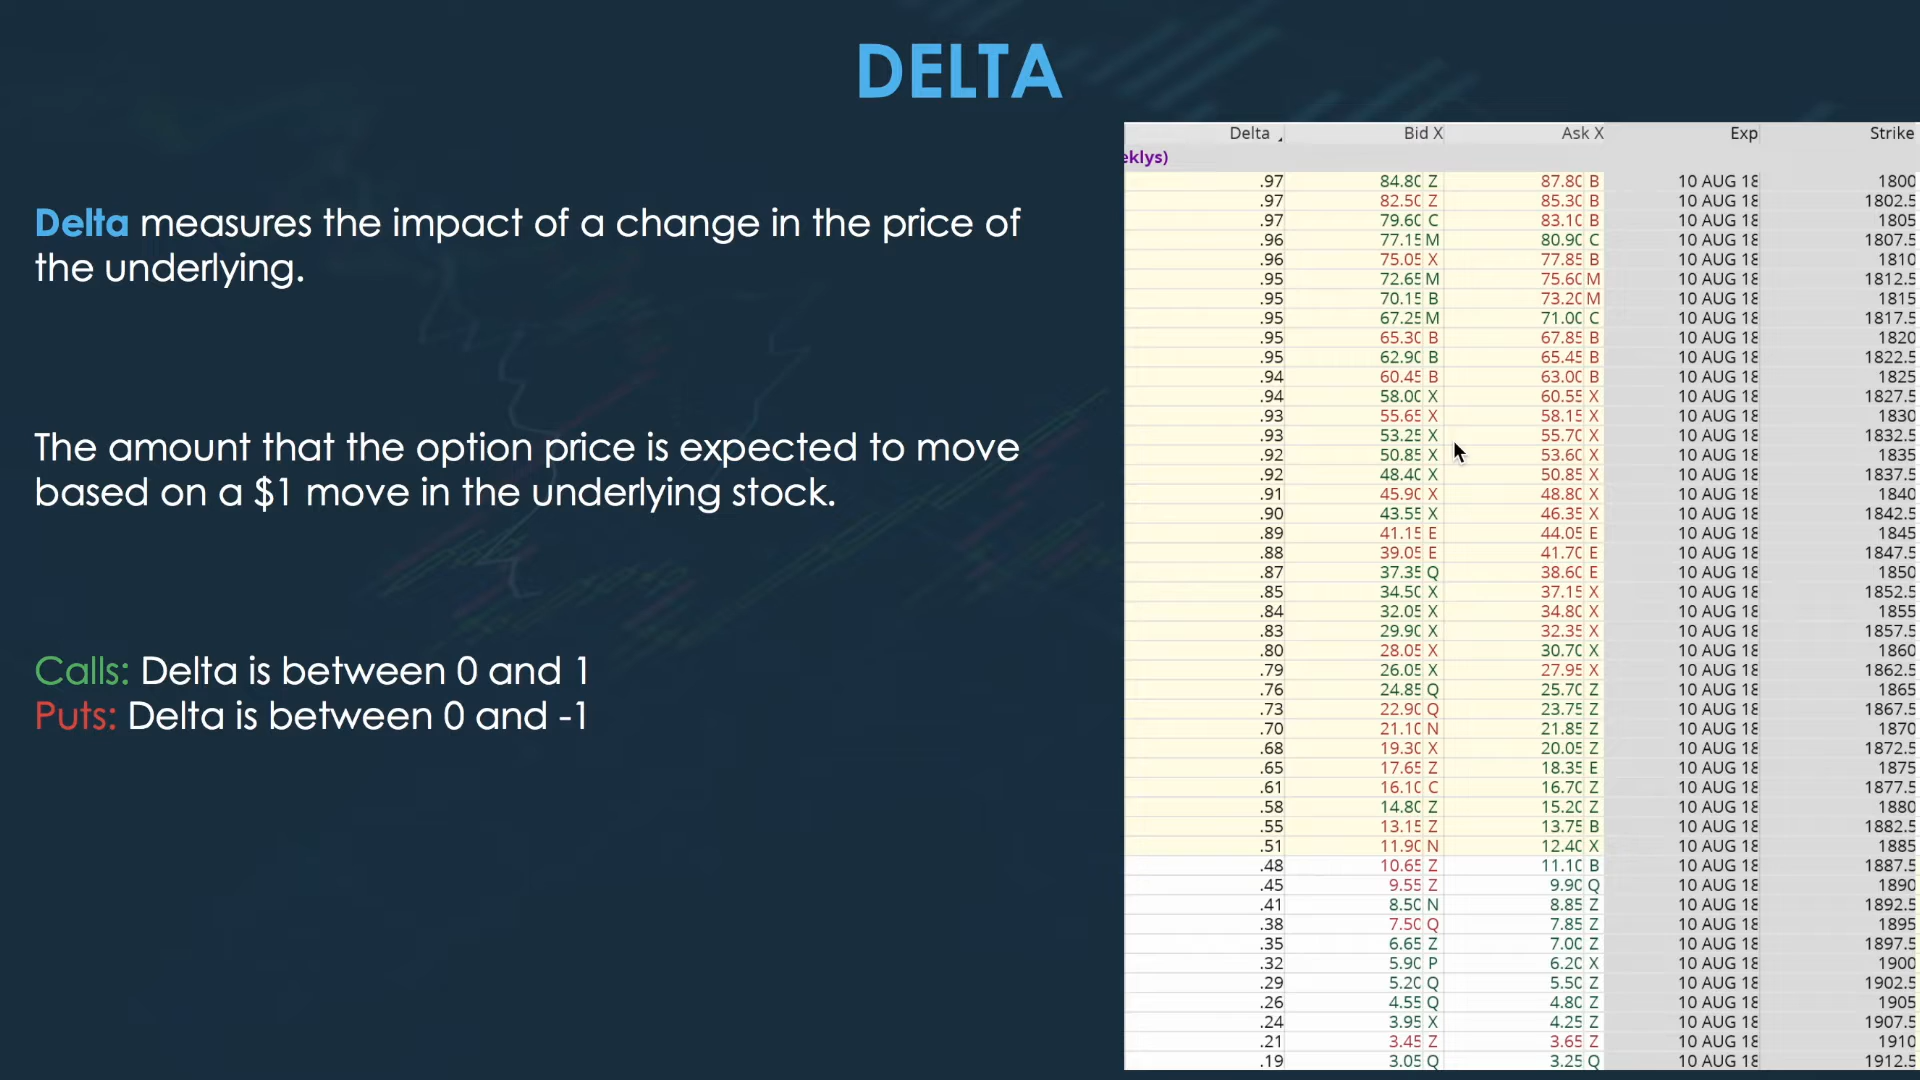 DELTA
Delta measures the impact of a change in the price of
the underlying.
The amount that the option price is expected to move
based on a $1 move in the underlying stock.
Calls: Delta is between 0 and 1
Puts: Delta is between 0 and -1
Delta Bid X Ask X Exp Strike
eklys)
.97 84.80 Z 87.80 B 10 AUG 18 1800
.97 82.50 Z 85.30 B 10 AUG 18 1802.5
.97 79.60 C 83.10 B 10 AUG 18 1805
.96 77.15 M 80.90 C 10 AUG 18 1807.5
.96 75.05 X 77.85 B 10 AUG 18 1810
.95 72.65 M 75.60 M 10 AUG 18 1812.5
.95 70.15 B 73.20 M 10 AUG 18 1815
.95 67.25 M 71.00 C 10 AUG 18 1817.5
.95 65.30 B 67.85 B 10 AUG 18 1820
.95 62.90 B 65.45 B 10 AUG 18 1822.5
.94 60.45 B 63.00 B 10 AUG 18 1825
.94 58.00 X 60.55 X 10 AUG 18 1827.5
.93 55.65 X 58.15 X 10 AUG 18 1830
.93 53.25 X 55.70 X 10 AUG 18 1832.5
.92 50.85 X 53.60 X 10 AUG 18 1835
.92 48.40 X 50.85 X 10 AUG 18 1837.5
.91 45.90 X 48.80 X 10 AUG 18 1840
.90 43.55 X 46.35 X 10 AUG 18 1842.5
.89 41.15 E 44.05 E 10 AUG 18 1845
.88 39.05 E 41.70 E 10 AUG 18 1847.5
.87 37.35 Q 38.60 E 10 AUG 18 1850
.85 34.50 X 37.15 X 10 AUG 18 1852.5
.84 32.05 X 34.80 X 10 AUG 18 1855
.83 29.90 X 32.35 X 10 AUG 18 1857.5
.80 28.05 X 30.70 X 10 AUG 18 1860
.79 26.05 X 27.95 X 10 AUG 18 1862.5
.76 24.85 Q 25.70 Z 10 AUG 18 1865
.73 22.90 Q 23.75 Z 10 AUG 18 1867.5
.70 21.10 N 21.85 Z 10 AUG 18 1870
.68 19.30 X 20.05 Z 10 AUG 18 1872.5
.65 17.65 Z 18.35 E 10 AUG 18 1875
.61 16.10 C 16.70 Z 10 AUG 18 1877.5
.58 14.80 Z 15.20 Z 10 AUG 18 1880
.55 13.15 Z 13.75 B 10 AUG 18 1882.5
.51 11.90 N 12.40 X 10 AUG 18 1885
.48 10.65 Z 11.10 B 10 AUG 18 1887.5
.45 9.55 Z 9.90 Q 10 AUG 18 1890
.41 8.50 N 8.85 Z 10 AUG 18 1892.5
.38 7.50 Q 7.85 Z 10 AUG 18 1895
.35 6.65 Z 7.00 Z 10 AUG 18 1897.5
.32 5.90 P 6.20 X 10 AUG 18 1900
.29 5.20 Q 5.50 Z 10 AUG 18 1902.5
.26 4.55 Q 4.80 Z 10 AUG 18 1905
.24 3.95 X 4.25 Z 10 AUG 18 1907.5
.21 3.45 Z 3.65 Z 10 AUG 18 1910
.19 3.05 Q 3.25 Q 10 AUG 18 1912.5